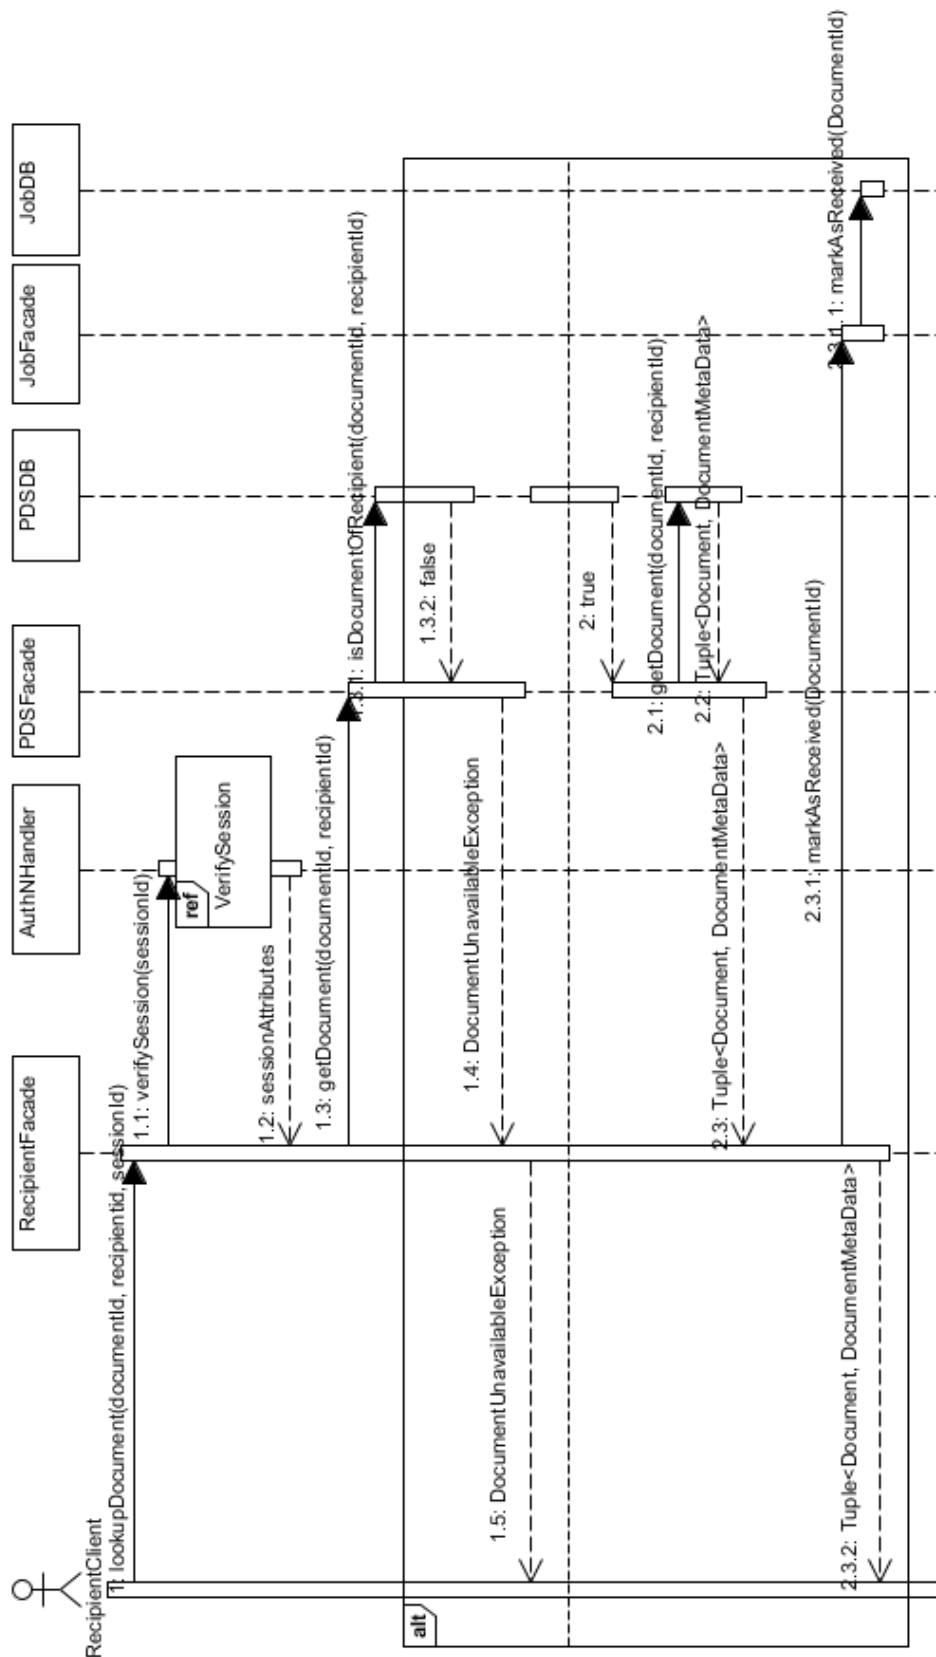 RecipientClient
RecipientFacade
AuthNHandler
PDSFacade
PDSDB
JobFacade
JobDB
1: lookupDocument(documentId, recipientid, sessionId)
1.1: verifySession(sessionId)
ref
VerifySession
1.2: sessionAttributes
1.3: getDocument(documentId, recipientId)
1.3.1: isDocumentOfRecipient(documentId, recipientId)
alt
1.3.2: false
1.4: DocumentUnavailableException
1.5: DocumentUnavailableException
2: true
2.1: getDocument(documentId, recipientId)
2.2: Tuple<Document, DocumentMetaData>
2.3: Tuple<Document, DocumentMetaData>
2.3.1: markAsReceived(DocumentId)
2.3.1.1: markAsReceived(DocumentId)
2.3.2: Tuple<Document, DocumentMetaData>